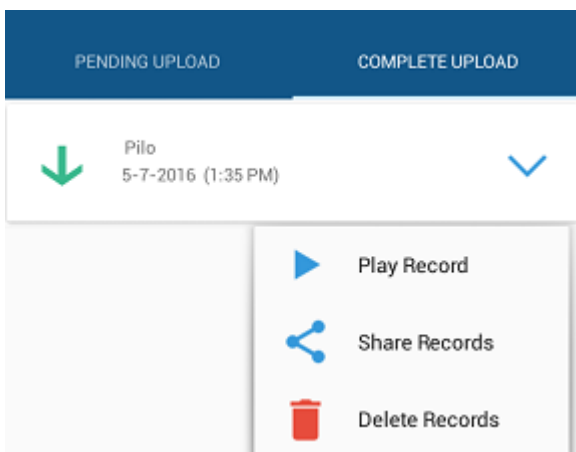 PENDING UPLOAD
COMPLETE UPLOAD
Pilo
5-7-2016 (1:35 PM)
Play Record
Share Records
Delete Records